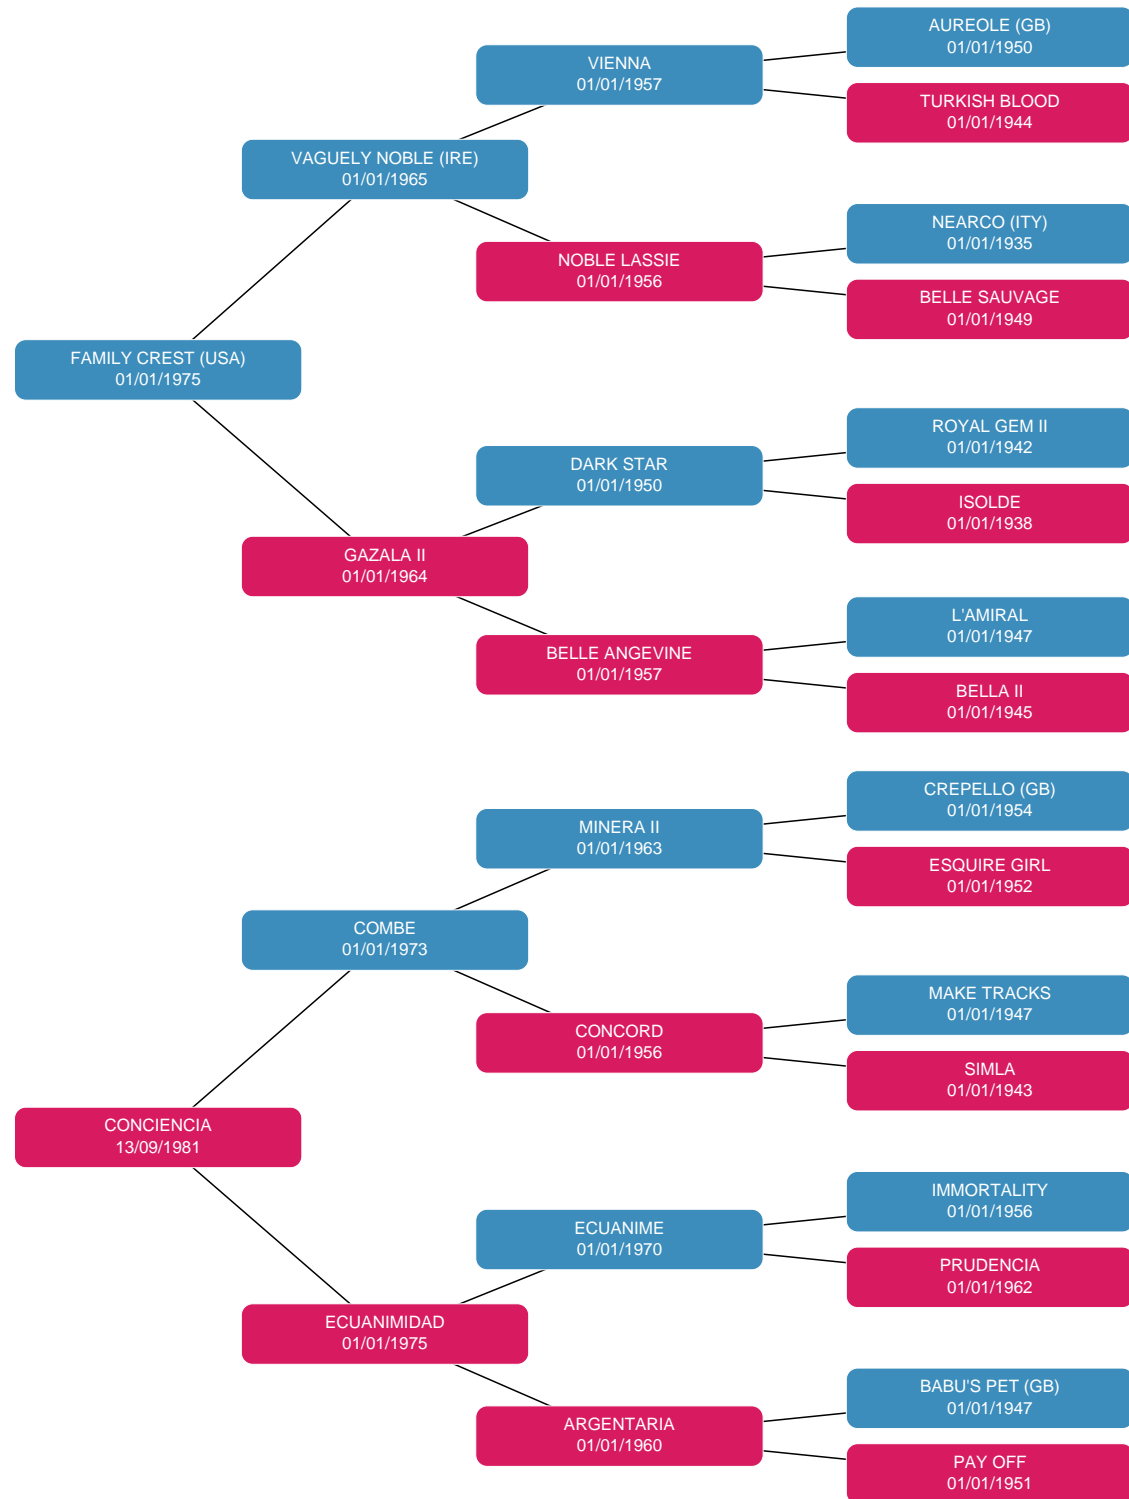 AUREOLE (GB)
01/01/1950
VIENNA
01/01/1957
TURKISH BLOOD
01/01/1944
VAGUELY NOBLE (IRE)
01/01/1965
NEARCO (ITY)
01/01/1935
NOBLE LASSIE
01/01/1956
BELLE SAUVAGE
01/01/1949
FAMILY CREST (USA)
01/01/1975
ROYAL GEM II
01/01/1942
DARK STAR
01/01/1950
ISOLDE
01/01/1938
GAZALA II
01/01/1964
L'AMIRAL
01/01/1947
BELLE ANGEVINE
01/01/1957
BELLA II
01/01/1945
CREPELLO (GB)
01/01/1954
MINERA II
01/01/1963
ESQUIRE GIRL
01/01/1952
COMBE
01/01/1973
MAKE TRACKS
01/01/1947
CONCORD
01/01/1956
SIMLA
01/01/1943
CONCIENCIA
13/09/1981
IMMORTALITY
01/01/1956
ECUANIME
01/01/1970
PRUDENCIA
01/01/1962
ECUANIMIDAD
01/01/1975
BABU'S PET (GB)
01/01/1947
ARGENTARIA
01/01/1960
PAY OFF
01/01/1951